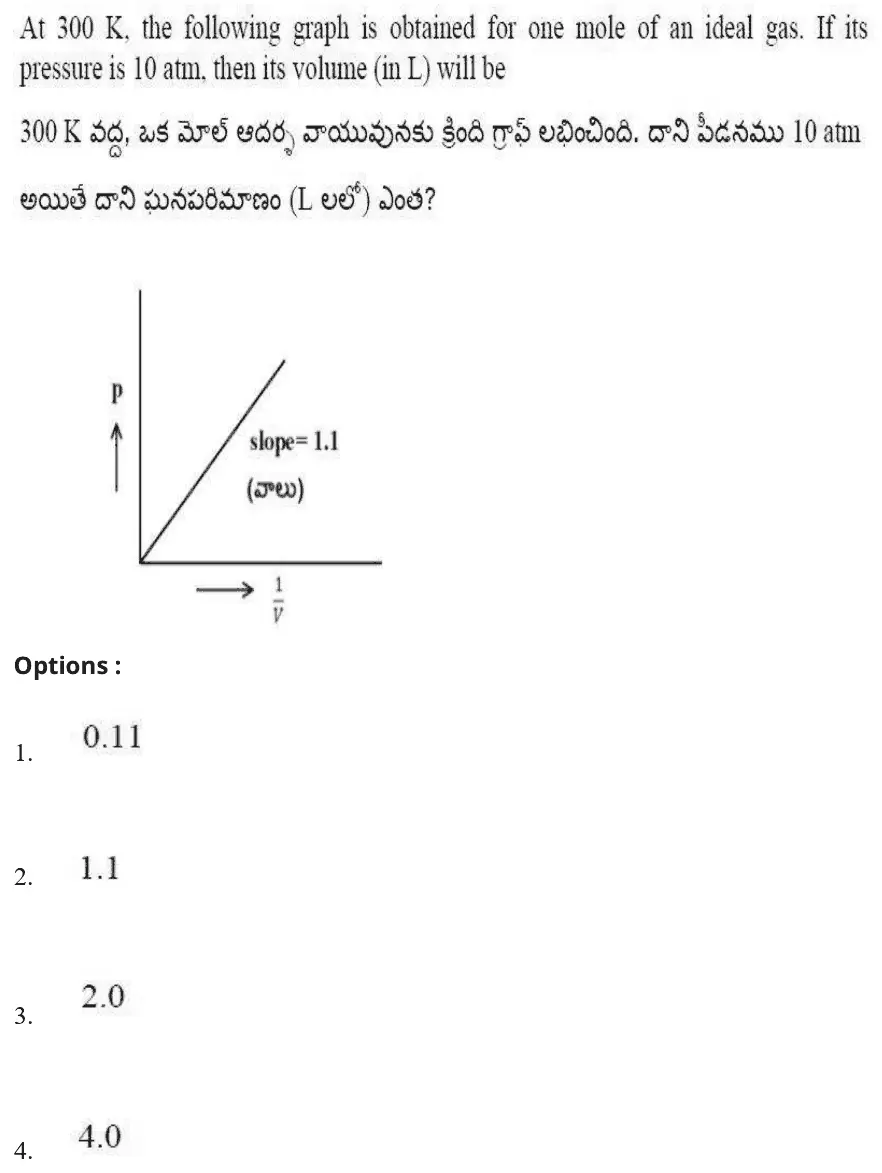 At 300 K, the following graph is obtained for one mole of an ideal gas. If its
pressure is 10 atm, then its volume (in L) will be
300 K వద్ద, ఒక మోల్ ఆదర్శ వాయువునకు క్రింది గ్రాఫ్ లభించింది. దాని పీడనము 10 atm
అయితే దాని ఘనపరిమాణం (L లలో) ఎంత?
p
slope= 1.1
(వాలు)
1
V
Options :
1. 0.11
2. 1.1
3. 2.0
4. 4.0